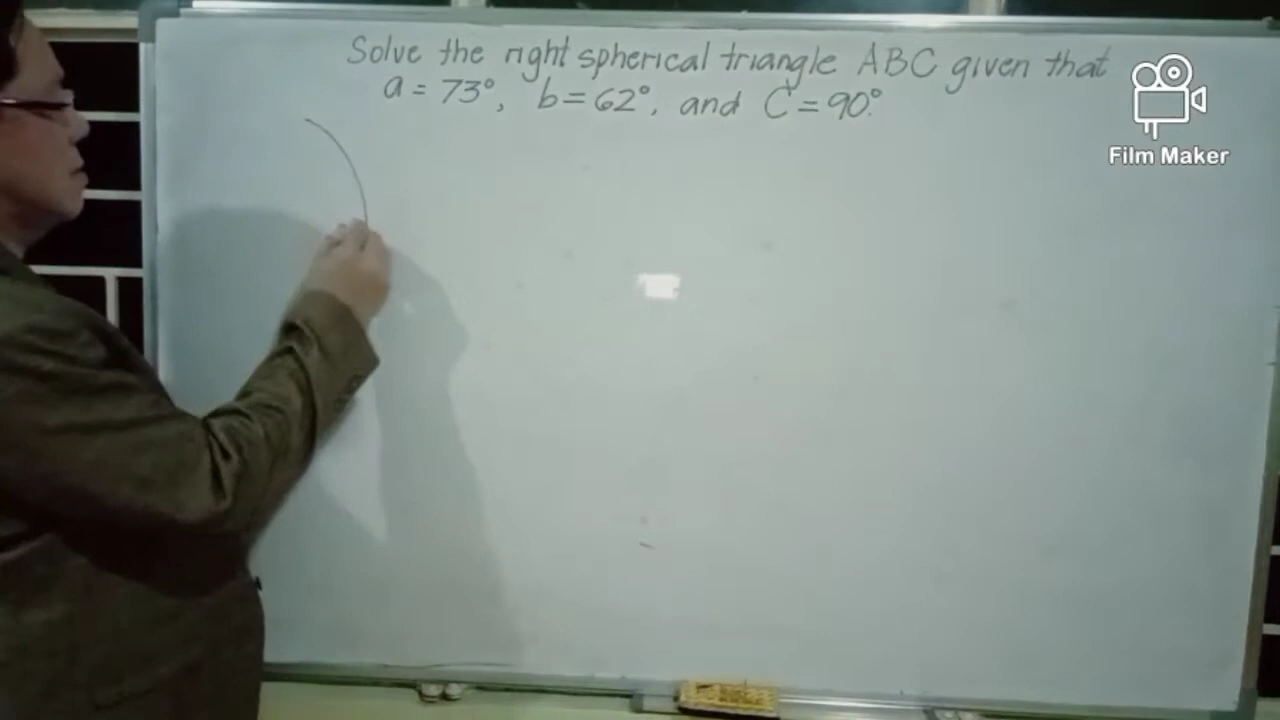 Solve the right spherical triangle ABC given that
a = 73°, b = 62°, and C = 90°.
Film Maker